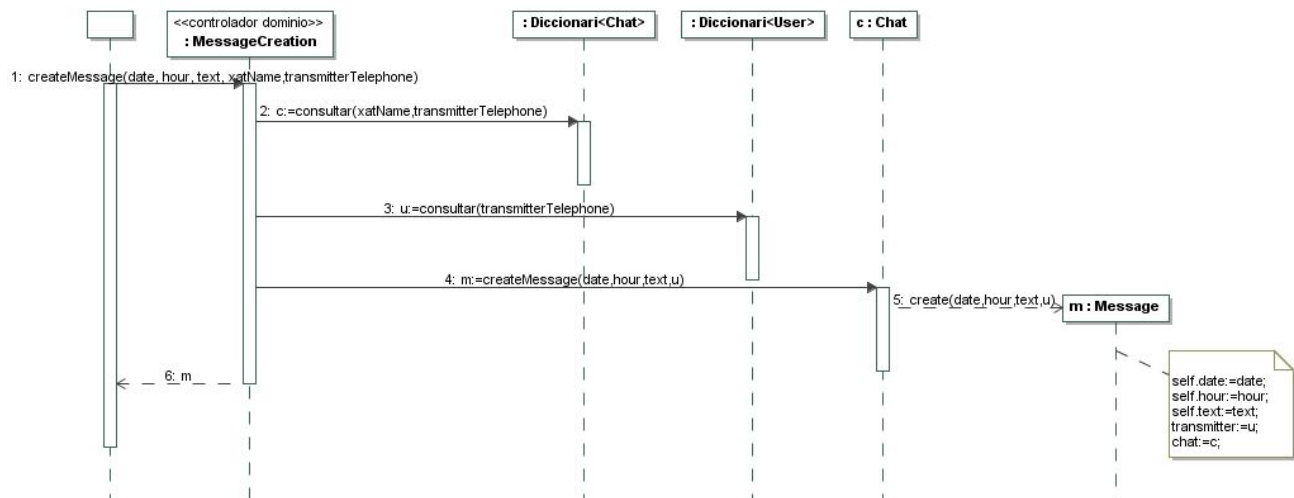 <<controlador dominio>>
: MessageCreation
: Diccionari<Chat>
: Diccionari<User>
c : Chat
1: createMessage(date, hour, text, xatName,transmitterTelephone)
2: c:=consultar(xatName,transmitterTelephone)
3: u:=consultar(transmitterTelephone)
4: m:=createMessage(date,hour,text,u)
5: create(date,hour,text,u)
m : Message
6: m
self.date:=date;
self.hour:=hour;
self.text:=text;
transmitter:=u;
chat:=c;